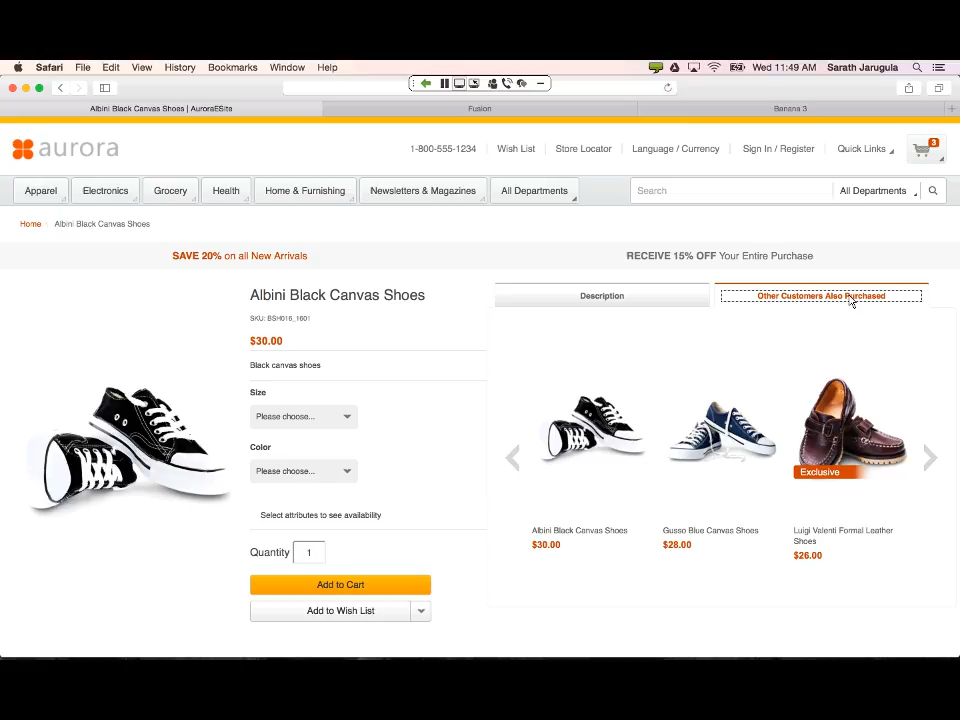 Safari File Edit View History Bookmarks Window Help Wed 11:49 AM Sarath Jarugula
Albini Black Canvas Shoes | AuroraESite Fusion Banana 3
aurora 1-800-555-1234 Wish List Store Locator Language / Currency Sign In / Register Quick Links 3
Apparel Electronics Grocery Health Home & Furnishing Newsletters & Magazines All Departments Search All Departments
Home Albini Black Canvas Shoes
SAVE 20% on all New Arrivals RECEIVE 15% OFF Your Entire Purchase
Albini Black Canvas Shoes
SKU: BSH016_1601
$30.00
Black canvas shoes
Size
Please choose...
Color
Please choose...
Select attributes to see availability
Quantity 1
Add to Cart
Add to Wish List
Description Other Customers Also Purchased
Exclusive
Albini Black Canvas Shoes
$30.00
Gusso Blue Canvas Shoes
$28.00
Luigi Valenti Formal Leather
Shoes
$26.00